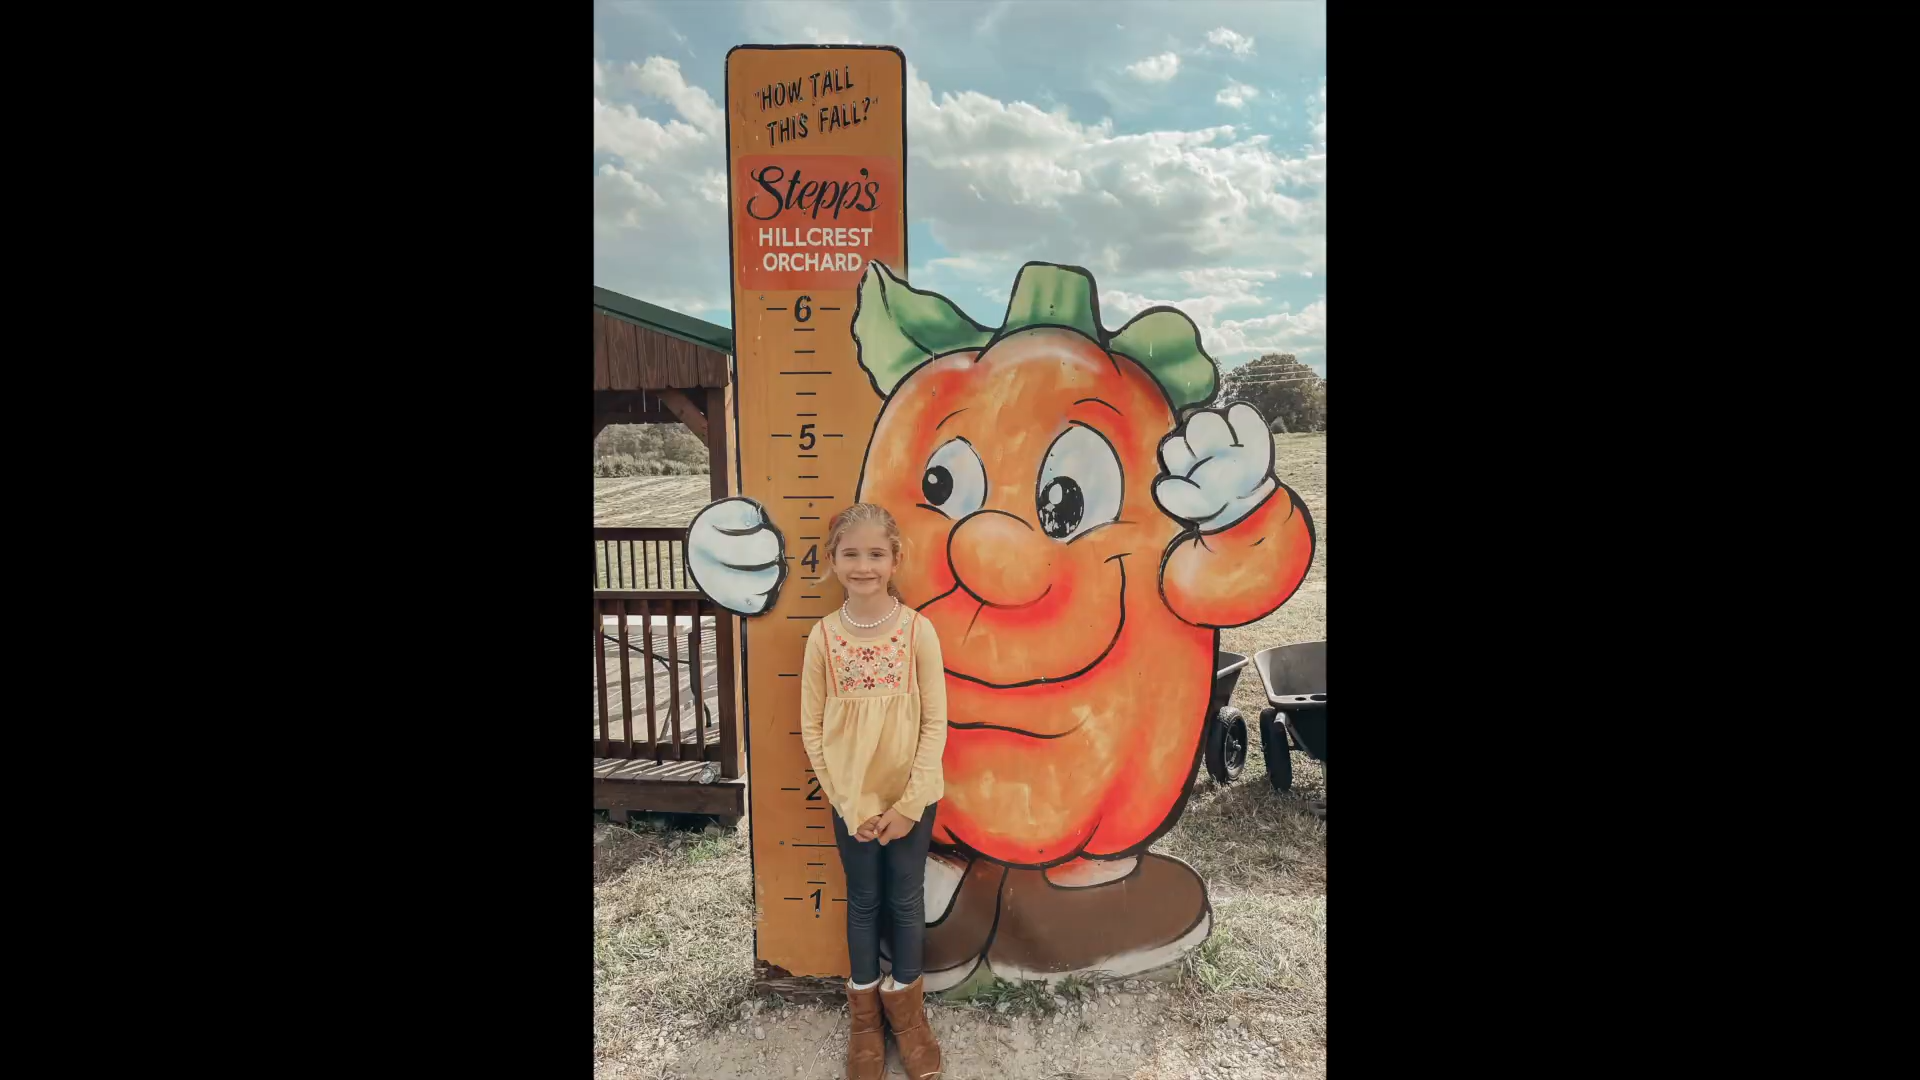 "HOW TALL
THIS FALL?"
Stepp's
HILLCREST
ORCHARD
6
5
4
2
1